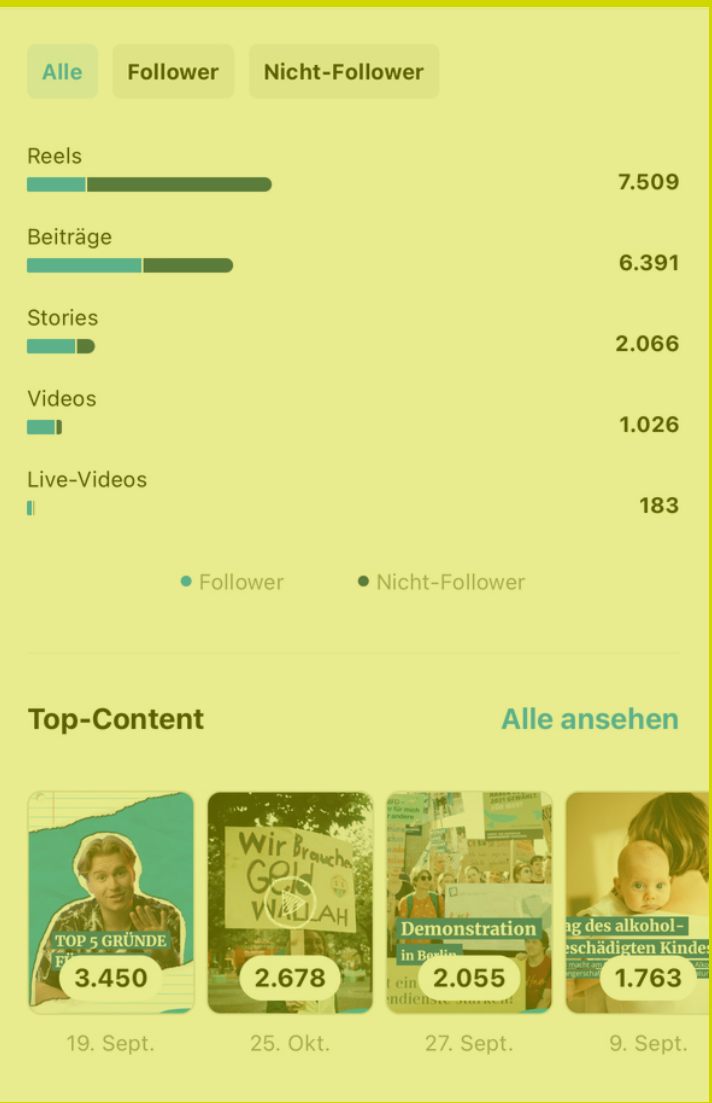 Alle Follower Nicht-Follower
Reels
7.509
Beiträge
6.391
Stories
2.066
Videos
1.026
Live-Videos
183
Follower Nicht-Follower
Top-Content Alle ansehen
TOP 5 GRÜNDE
3.450
19. Sept.
Wir Brauche
Geld
WALLAH
2.678
25. Okt.
Demonstration
in Berlin
2.055
27. Sept.
ag des alkohol-
eschädigten Kindes
1.763
9. Sept.